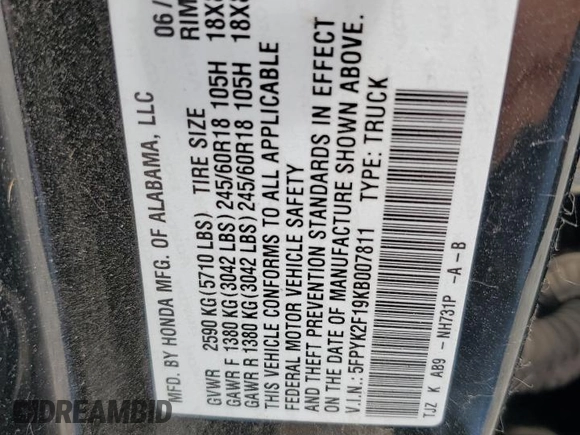 MFD. BY HONDA MFG. OF ALABAMA, LLC 06/
GVWR 2590 KG(5710 LBS) TIRE SIZE RIM
GAWR F 1380 KG(3042 LBS) 245/60R18 105H 18X
GAWR R 1380 KG(3042 LBS) 245/60R18 105H 18X
THIS VEHICLE CONFORMS TO ALL APPLICABLE
FEDERAL MOTOR VEHICLE SAFETY
AND THEFT PREVENTION STANDARDS IN EFFECT
ON THE DATE OF MANUFACTURE SHOWN ABOVE.
V.I.N.: 5FPYK2F19KB007811 TYPE: TRUCK
TJZ K AB9 - NH731P -A-B
DREAMBID